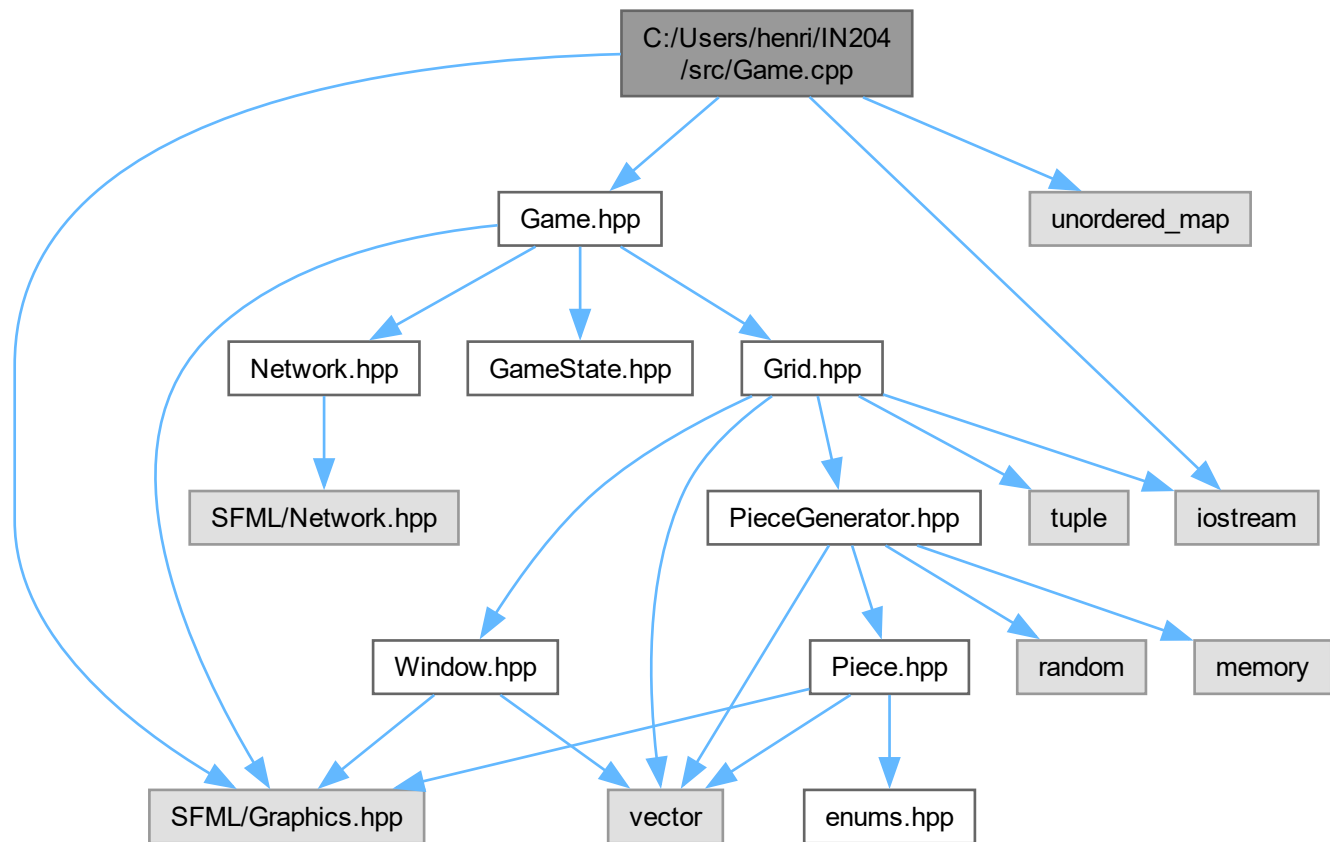 C:/Users/henri/IN204
/src/Game.cpp
Game.hpp
unordered_map
Network.hpp
GameState.hpp
Grid.hpp
SFML/Network.hpp
PieceGenerator.hpp
tuple
iostream
Window.hpp
Piece.hpp
random
memory
SFML/Graphics.hpp
vector
enums.hpp